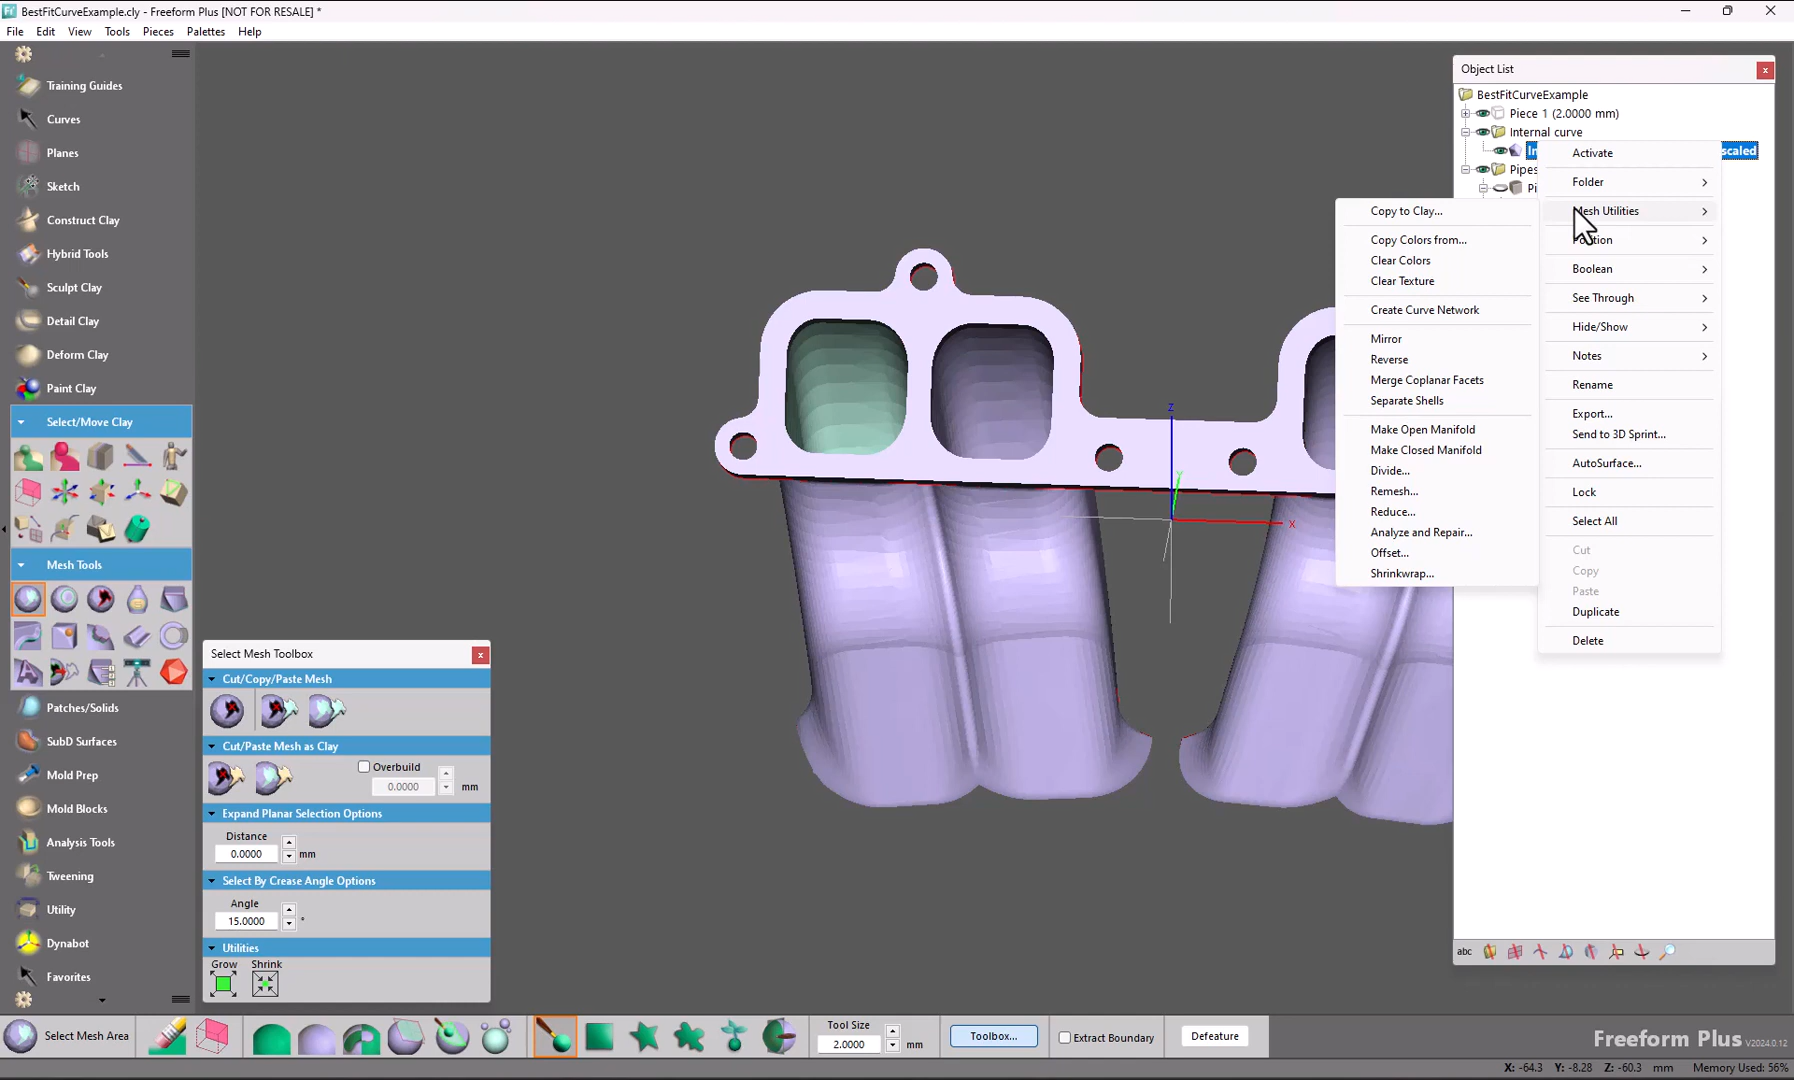 BestFitCurveExample.cly - Freeform Plus [NOT FOR RESALE] *
File Edit View Tools Pieces Palettes Help
Training Guides
Curves
Planes
Sketch
Construct Clay
Hybrid Tools
Sculpt Clay
Detail Clay
Deform Clay
Paint Clay
Select/Move Clay
Mesh Tools
Patches/Solids
SubD Surfaces
Mold Prep
Mold Blocks
Analysis Tools
Tweening
Utility
Dynabot
Favorites
Select Mesh Toolbox
Cut/Copy/Paste Mesh
Cut/Paste Mesh as Clay
Overbuild
0.0000 mm
Expand Planar Selection Options
Distance
0.0000 mm
Select By Crease Angle Options
Angle
15.0000 °
Utilities
Grow Shrink
Z
Y
X
Copy to Clay...
Copy Colors from...
Clear Colors
Clear Texture
Create Curve Network
Mirror
Reverse
Merge Coplanar Facets
Separate Shells
Make Open Manifold
Make Closed Manifold
Divide...
Remesh...
Reduce...
Analyze and Repair...
Offset...
Shrinkwrap...
Object List
BestFitCurveExample
Piece 1 (2.0000 mm)
Internal curve
scaled
Pipes
Activate
Folder
Mesh Utilities
Boolean
See Through
Hide/Show
Notes
Rename
Export...
Send to 3D Sprint...
AutoSurface...
Lock
Select All
Cut
Copy
Paste
Duplicate
Delete
abc
Select Mesh Area
Tool Size
2.0000 mm
Toolbox...
Extract Boundary
Defeature
Freeform Plus V2024.0.12
X: -64.3 Y: -8.28 Z: -60.3 mm Memory Used: 56%